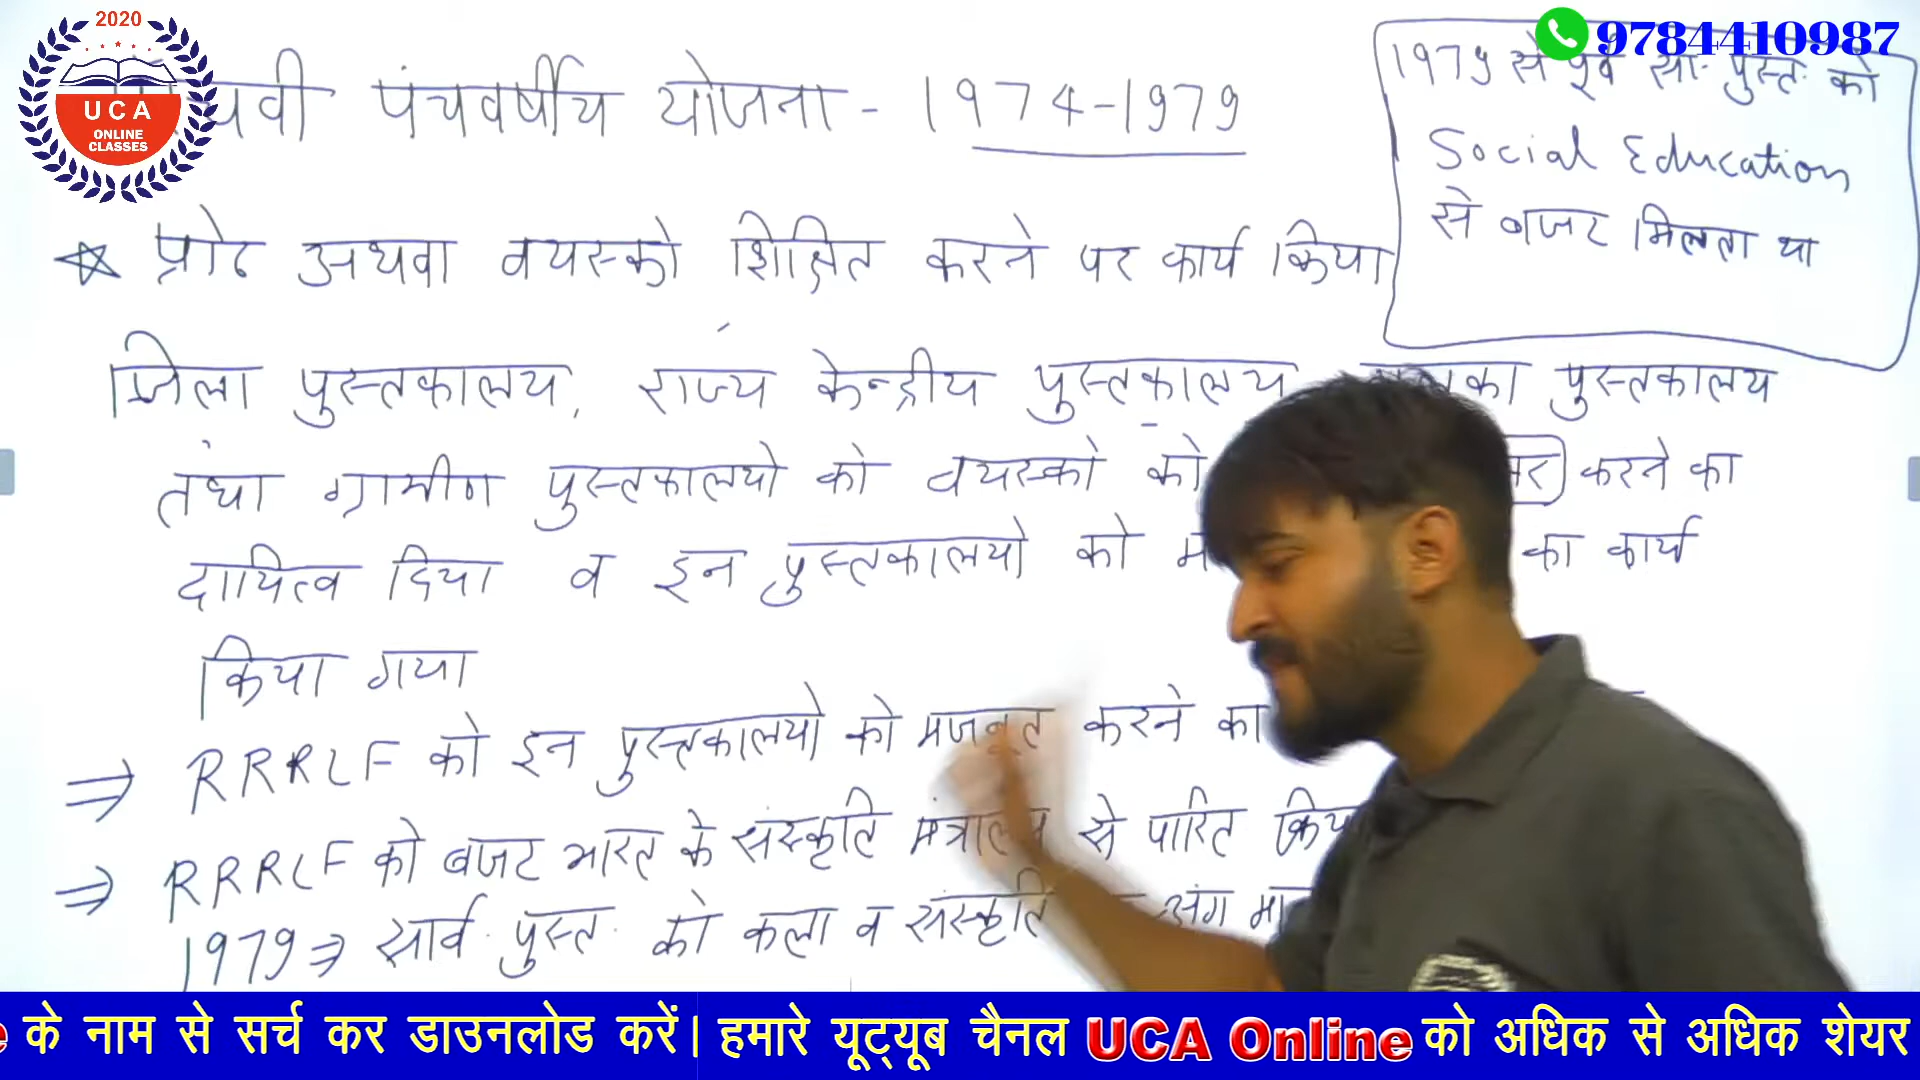 2020
UCA
ONLINE
CLASSES
9784410987
पंचवर्षीय योजना - 1974-1979
1979 से पूर्व सा. पुस्त. को
Social Education
से बजट मिलता था
प्रोढ अथवा वयस्को शिक्षित करने पर कार्य किया
जिला पुस्तकालय, राज्य केन्द्रीय पुस्तकालय पुस्तकालय
तथा ग्रामीण पुस्तकालयो को वयस्को को करने का
दायित्व दिया व इन पुस्तकालयो को का कार्य
किया गया
⇒ RRRLF को इन पुस्तकालयो को मजबूत करने का
⇒ RRRLF को बजट भारत के संस्कृति मंत्रालय से पारित
1979 ⇒ सार्व. पुस्त. को कला व संस्कृति अंग
के नाम से सर्च कर डाउनलोड करें| हमारे यूट्यूब चैनल UCA Online को अधिक से अधिक शेयर